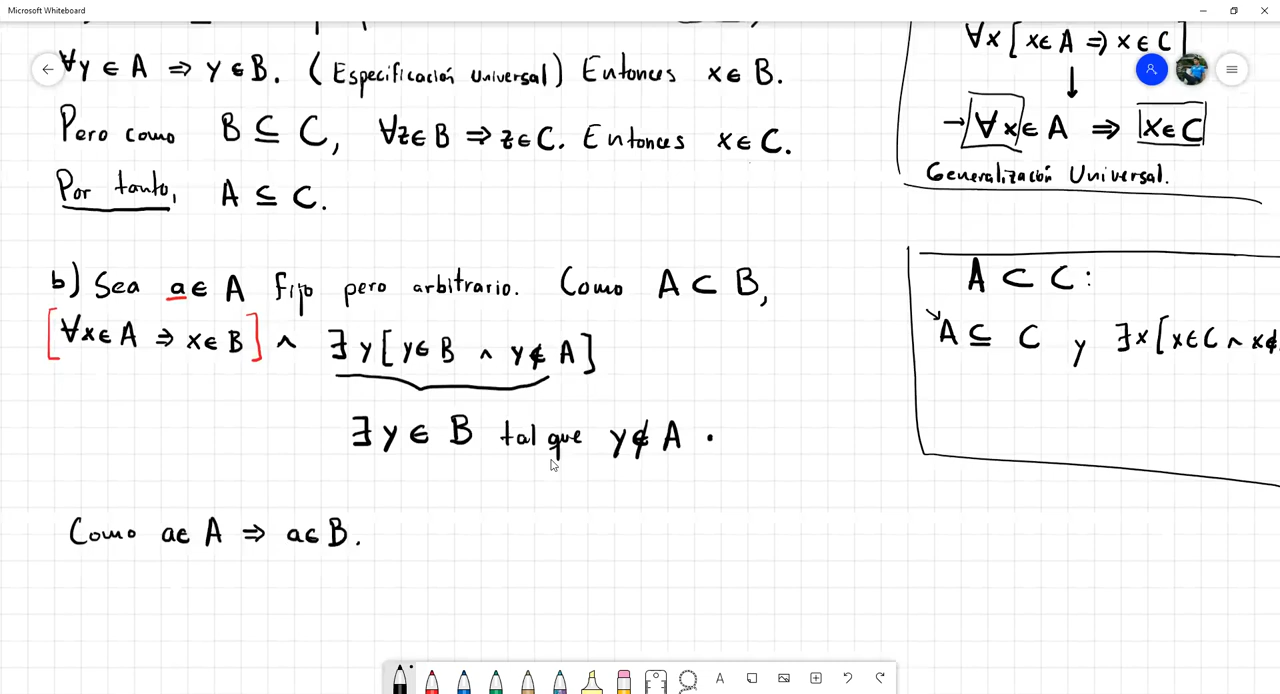 Microsoft Whiteboard
∀y ∈ A ⇒ y ∈ B. (Especificación Universal) Entonces x ∈ B.
Pero como B ⊆ C, ∀z ∈ B ⇒ z ∈ C. Entonces x ∈ C.
Por tanto, A ⊆ C.
b) Sea a ∈ A fijo pero arbitrario. Como A ⊂ B,
[∀x ∈ A ⇒ x ∈ B] ∧ ∃y[y ∈ B ∧ y ∉ A]
∃y ∈ B tal que y ∉ A .
Como a ∈ A ⇒ a ∈ B.
∀x [x ∈ A ⇒ x ∈ C]
↓
→ ∀x ∈ A ⇒ x ∈ C
Generalización Universal.
A ⊂ C :
A ⊆ C y ∃x[x ∈ C ∧ x ∉